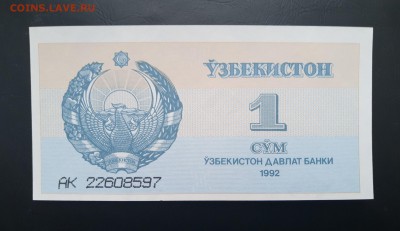 COINS.LAVE.RU
ЎЗБЕКИСТОН
1
СЎМ
ЎЗБЕКИСТОН ДАВЛАТ БАНКИ
1992
АК 22608597